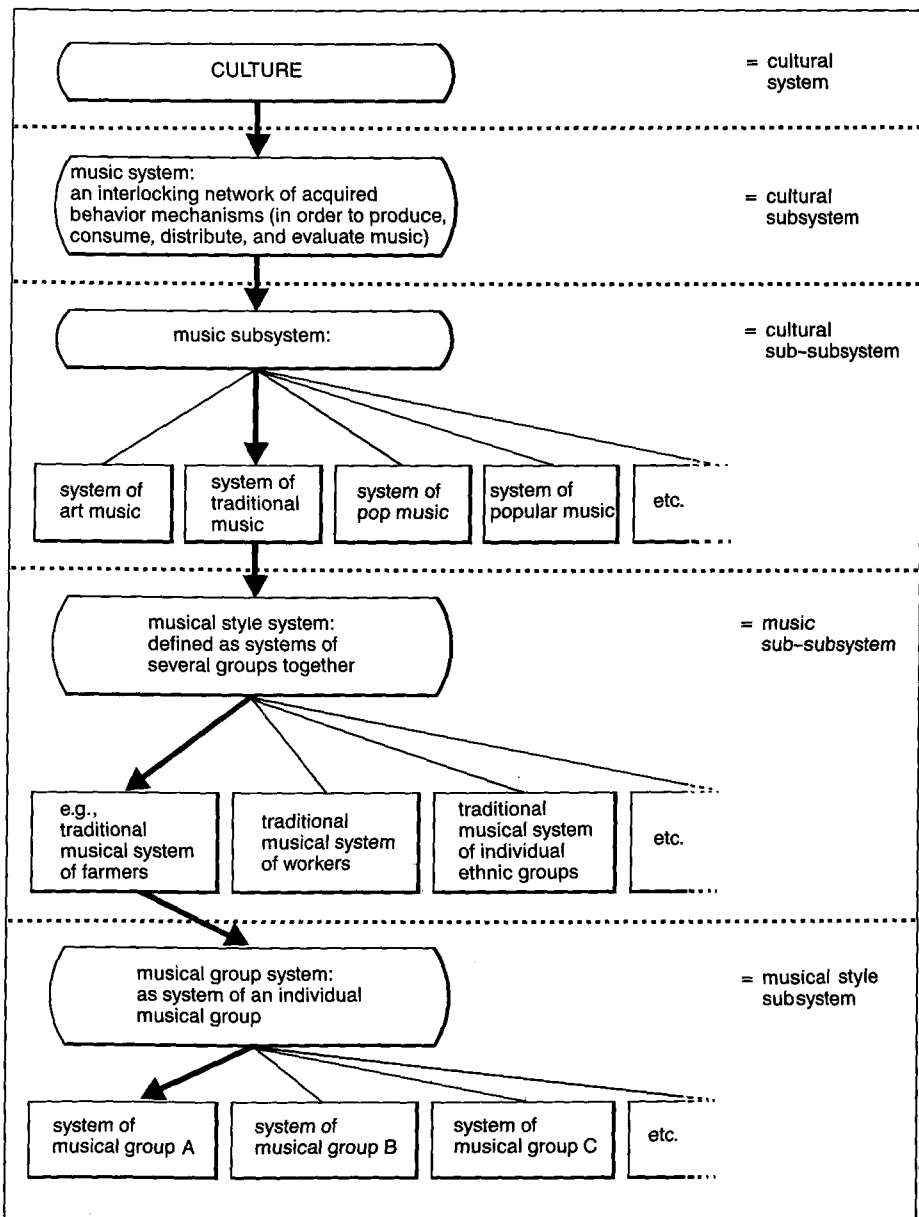 CULTURE
= cultural
system
music system:
an interlocking network of acquired
behavior mechanisms (in order to produce,
consume, distribute, and evaluate music)
= cultural
subsystem
music subsystem:
= cultural
sub-subsystem
system of
art music
system of
traditional
music
system of
pop music
system of
popular music
etc.
musical style system:
defined as systems of
several groups together
= music
sub-subsystem
e.g.,
traditional
musical system
of farmers
traditional
musical system
of workers
traditional
musical system
of individual
ethnic groups
etc.
musical group system:
as system of an individual
musical group
= musical style
subsystem
system of
musical group A
system of
musical group B
system of
musical group C
etc.